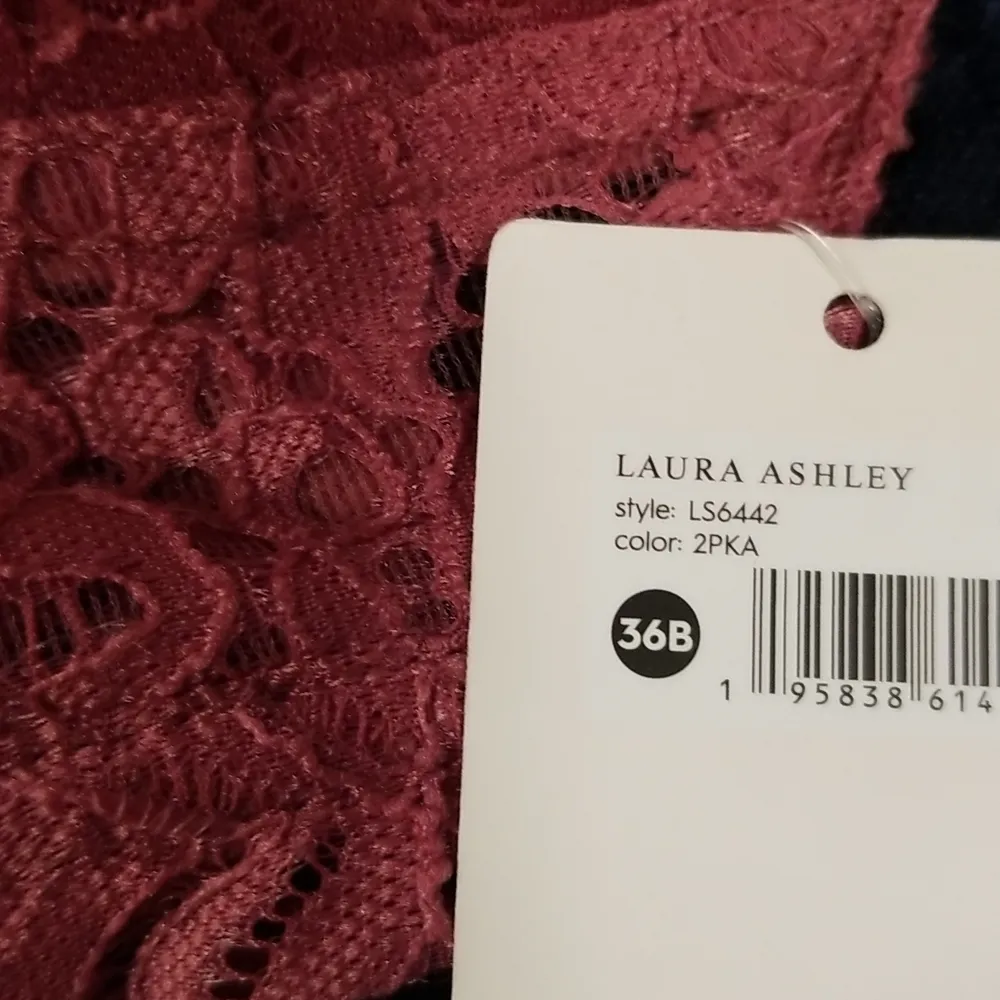 LAURA ASHLEY
style: LS6442
color: 2PKA
36B
1 95838 614